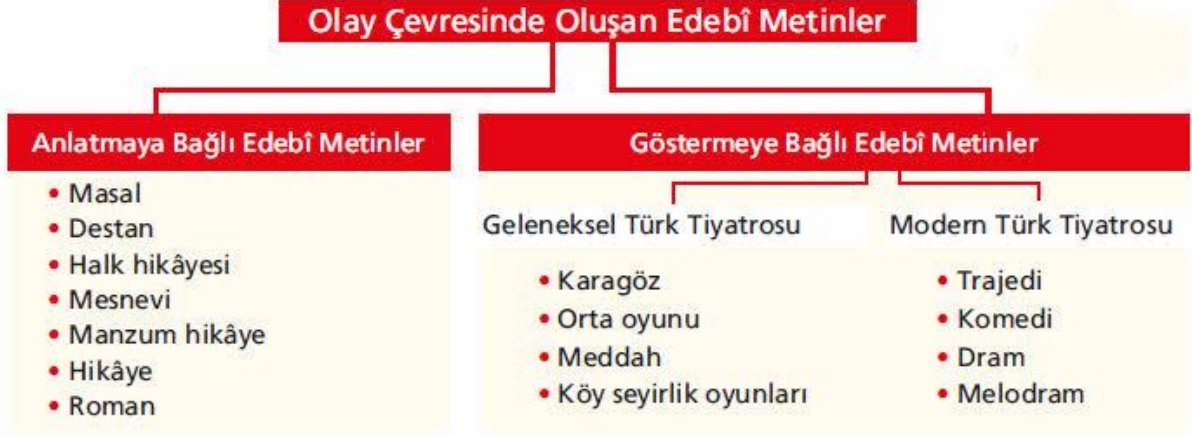 Olay Çevresinde Oluşan Edebî Metinler
Anlatmaya Bağlı Edebî Metinler
• Masal
• Destan
• Halk hikâyesi
• Mesnevi
• Manzum hikâye
• Hikâye
• Roman
Göstermeye Bağlı Edebî Metinler
Geleneksel Türk Tiyatrosu
• Karagöz
• Orta oyunu
• Meddah
• Köy seyirlik oyunları
Modern Türk Tiyatrosu
• Trajedi
• Komedi
• Dram
• Melodram